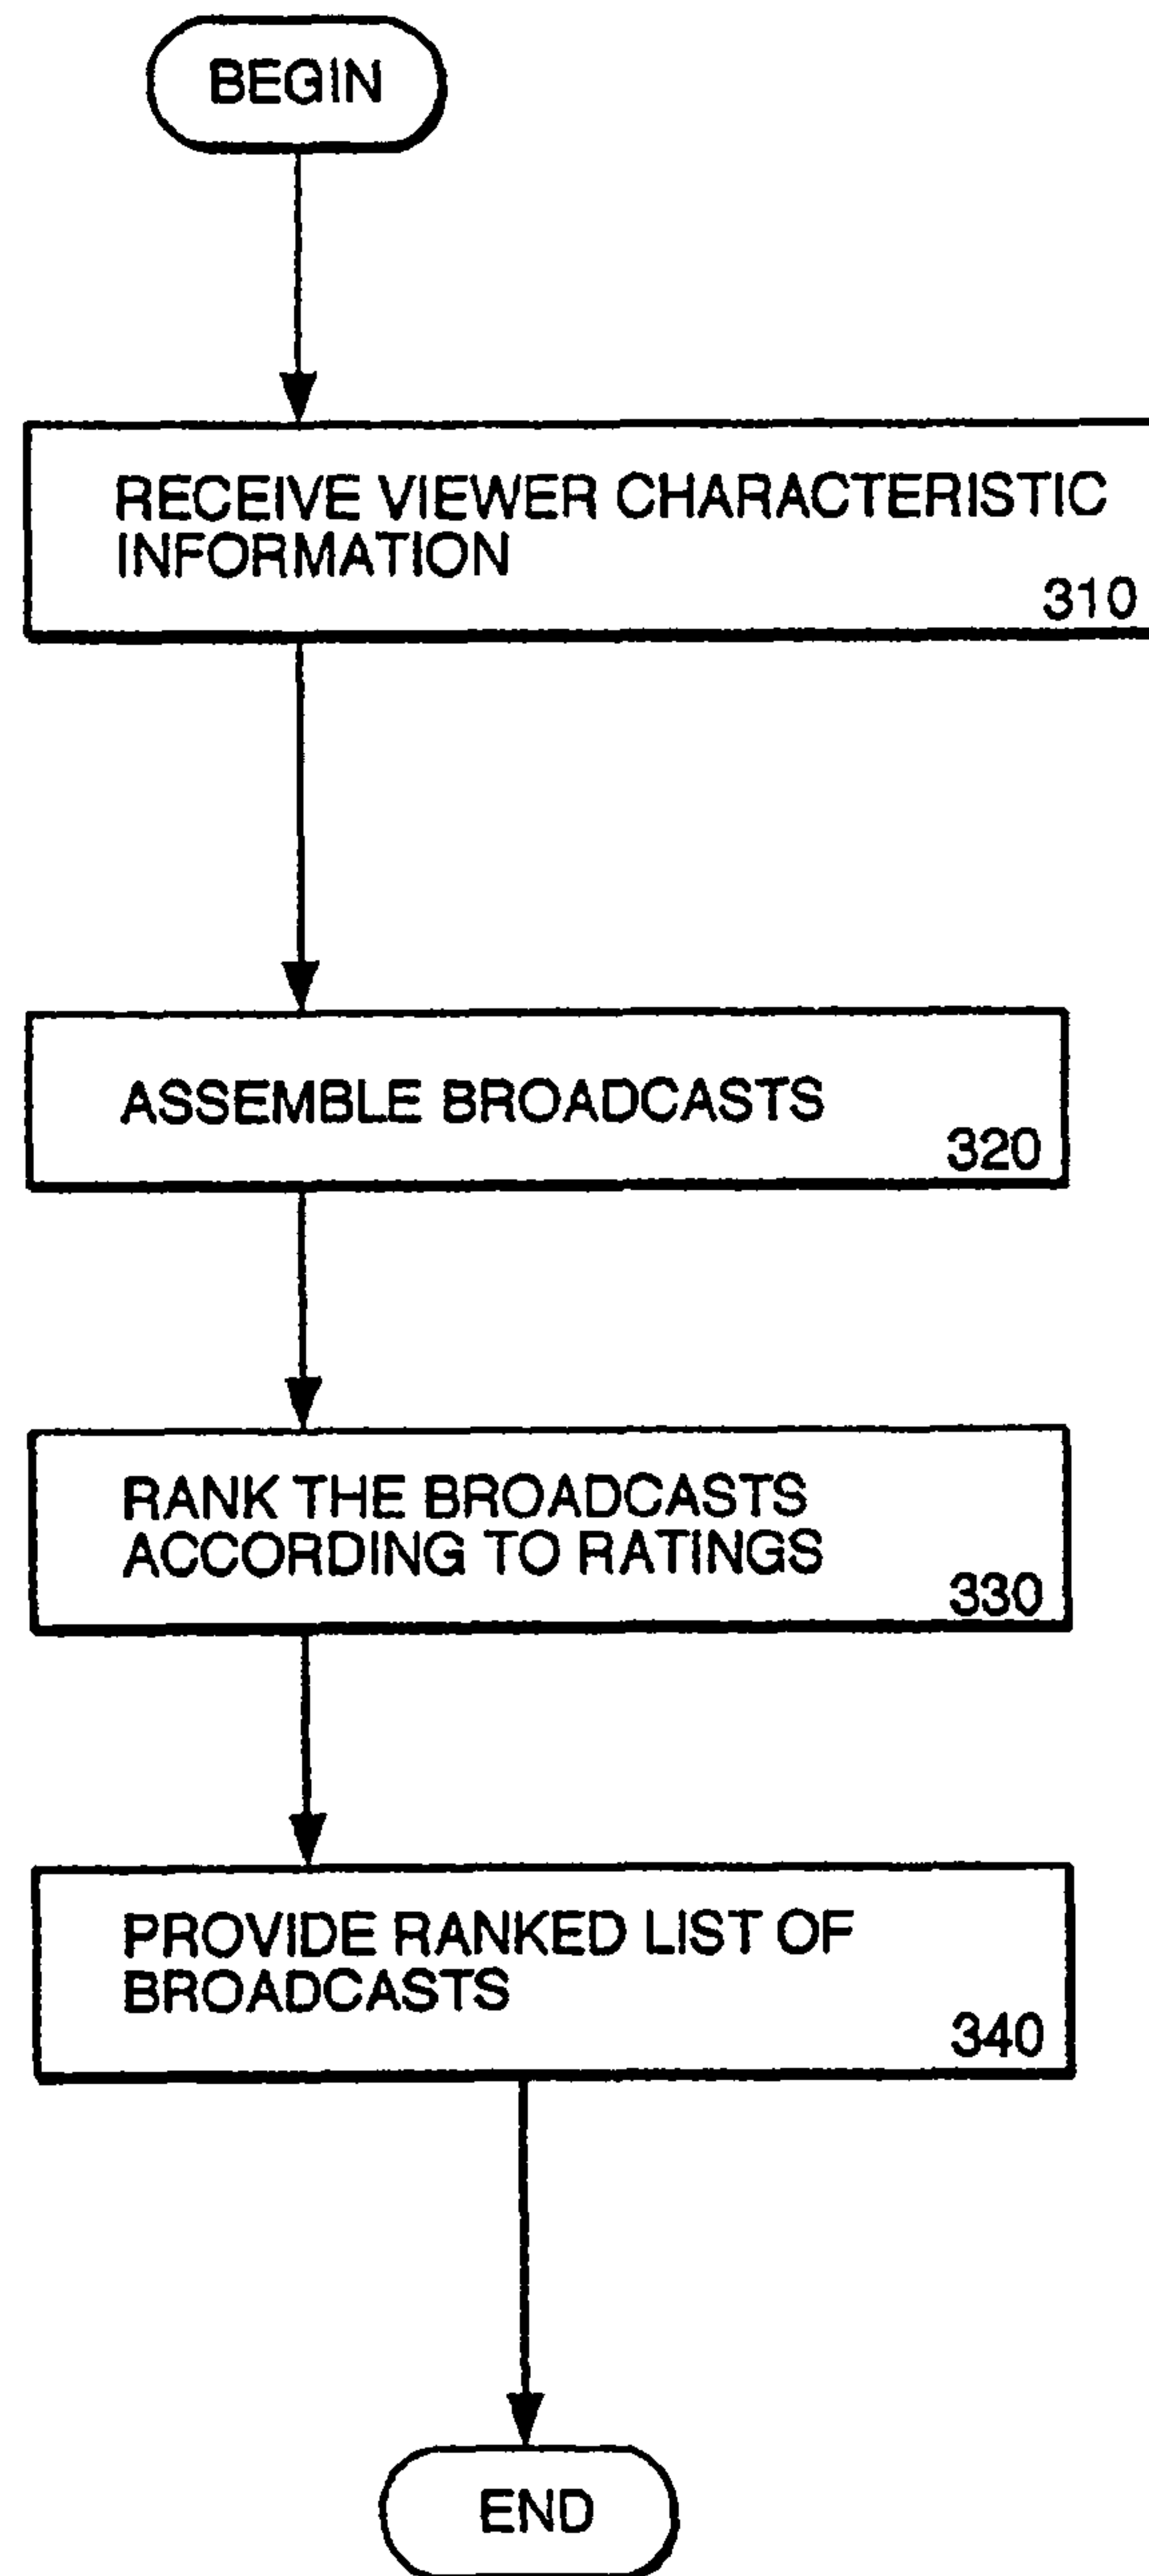 BEGIN
RECEIVE VIEWER CHARACTERISTIC
INFORMATION
310
ASSEMBLE BROADCASTS
320
RANK THE BROADCASTS
ACCORDING TO RATINGS
330
PROVIDE RANKED LIST OF
BROADCASTS
340
END